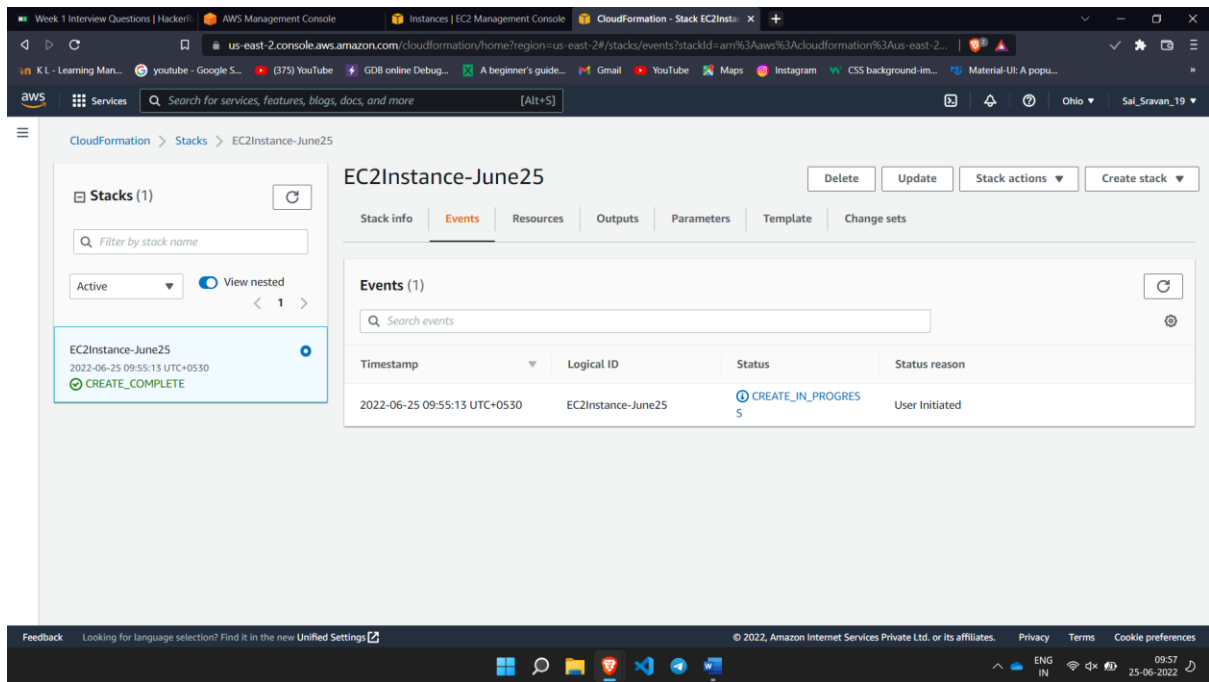 Week 1 Interview Questions | HackerR
AWS Management Console
Instances | EC2 Management Console
CloudFormation - Stack EC2Instan
us-east-2.console.aws.amazon.com/cloudformation/home?region=us-east-2#/stacks/events?stackId=arn%3Aaws%3Acloudformation%3Aus-east-2...
K L - Learning Man...
youtube - Google S...
(375) YouTube
GDB online Debug...
A beginner's guide...
Gmail
YouTube
Maps
Instagram
CSS background-im...
Material-UI: A popu...
aws
Services
Search for services, features, blogs, docs, and more
[Alt+S]
Ohio ▼
Sai_Sravan_19 ▼
CloudFormation > Stacks > EC2Instance-June25
Stacks (1)
Filter by stack name
Active
View nested
< 1 >
EC2Instance-June25
2022-06-25 09:55:13 UTC+0530
CREATE_COMPLETE
EC2Instance-June25
Delete
Update
Stack actions ▼
Create stack ▼
Stack info
Events
Resources
Outputs
Parameters
Template
Change sets
Events (1)
Search events
Timestamp
Logical ID
Status
Status reason
2022-06-25 09:55:13 UTC+0530
EC2Instance-June25
CREATE_IN_PROGRES
S
User Initiated
Feedback
Looking for language selection? Find it in the new Unified Settings
© 2022, Amazon Internet Services Private Ltd. or its affiliates.
Privacy
Terms
Cookie preferences
ENG
IN
09:57
25-06-2022